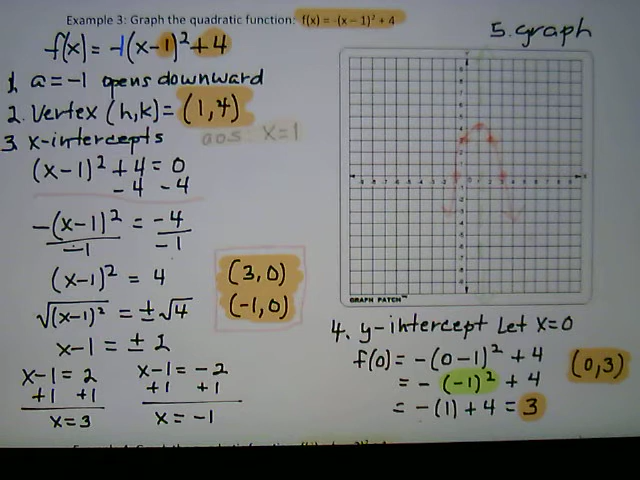 Example 3: Graph the quadratic function: f(x) = -(x – 1)² + 4
f(x) = -1(x-1)² + 4
1. a = -1 opens downward
2. Vertex (h,k) = (1,4)
3. x-intercepts
aos: x=1
(x-1)² + 4 = 0
-4 -4
-(x-1)² = -4
-1 -1
(x-1)² = 4
√(x-1)² = ±√4
x-1 = ± 2
x-1 = 2
+1 +1
x = 3
x-1 = -2
+1 +1
x = -1
(3,0)
(-1,0)
5. graph
GRAPH PATCH™
4. y-intercept Let x=0
f(0) = -(0-1)² + 4
= - (-1)² + 4
= -(1) + 4 = 3
(0,3)